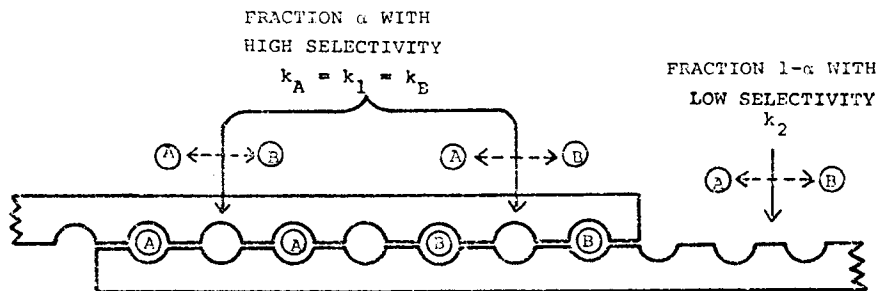 FRACTION α WITH
HIGH SELECTIVITY
k_A = k_1 = k_B
FRACTION 1-α WITH
LOW SELECTIVITY
k_2
A B
A B
A B
A A B B